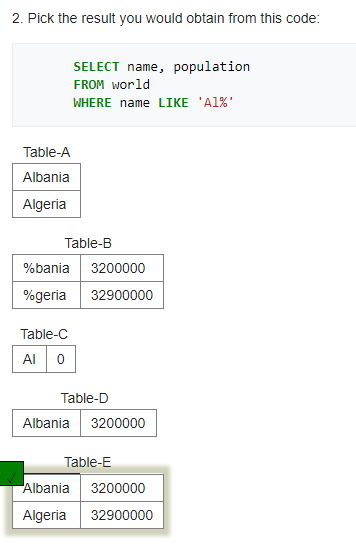 2. Pick the result you would obtain from this code:
SELECT name, population
FROM world
WHERE name LIKE 'Al%'
Table-A
Albania
Algeria
Table-B
%bania 3200000
%geria 32900000
Table-C
Al 0
Table-D
Albania 3200000
Table-E
Albania 3200000
Algeria 32900000